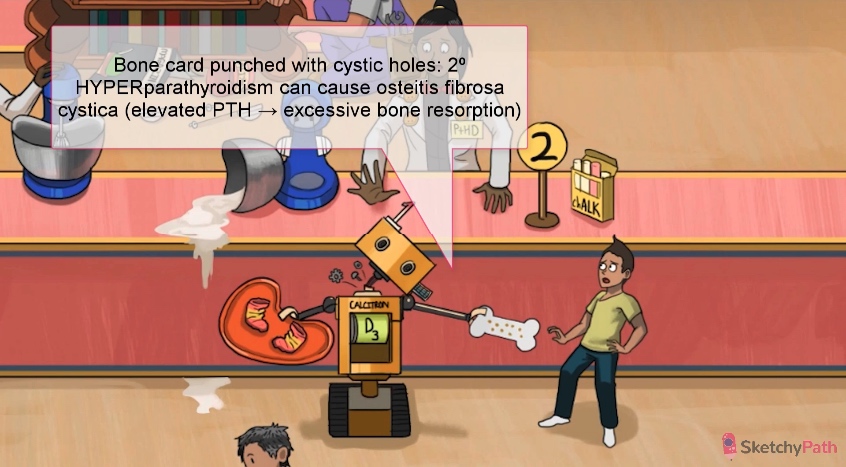 Bone card punched with cystic holes: 2º
HYPERparathyroidism can cause osteitis fibrosa
cystica (elevated PTH → excessive bone resorption)
PtHD
2
chALK
CALCITRON
D3
SketchyPath